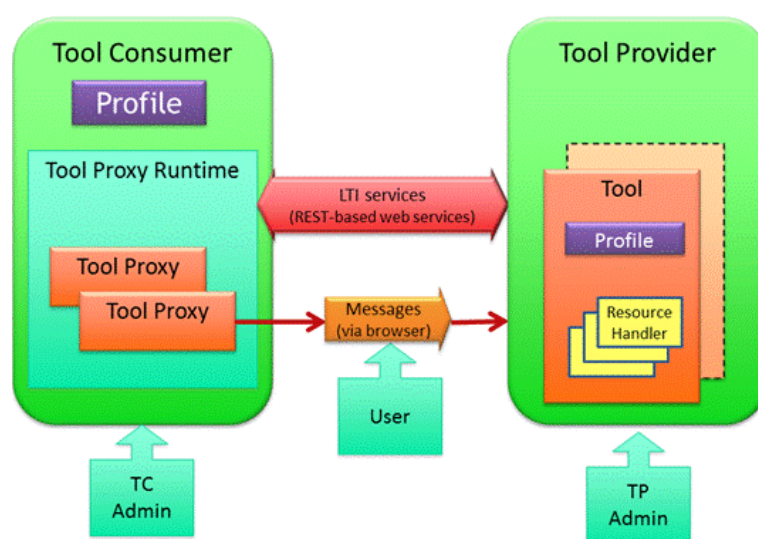 Tool Consumer
Profile
Tool Proxy Runtime
Tool Proxy
Tool Proxy
LTI services
(REST-based web services)
Messages
(via browser)
User
TC
Admin
Tool Provider
Tool
Profile
Resource
Handler
TP
Admin